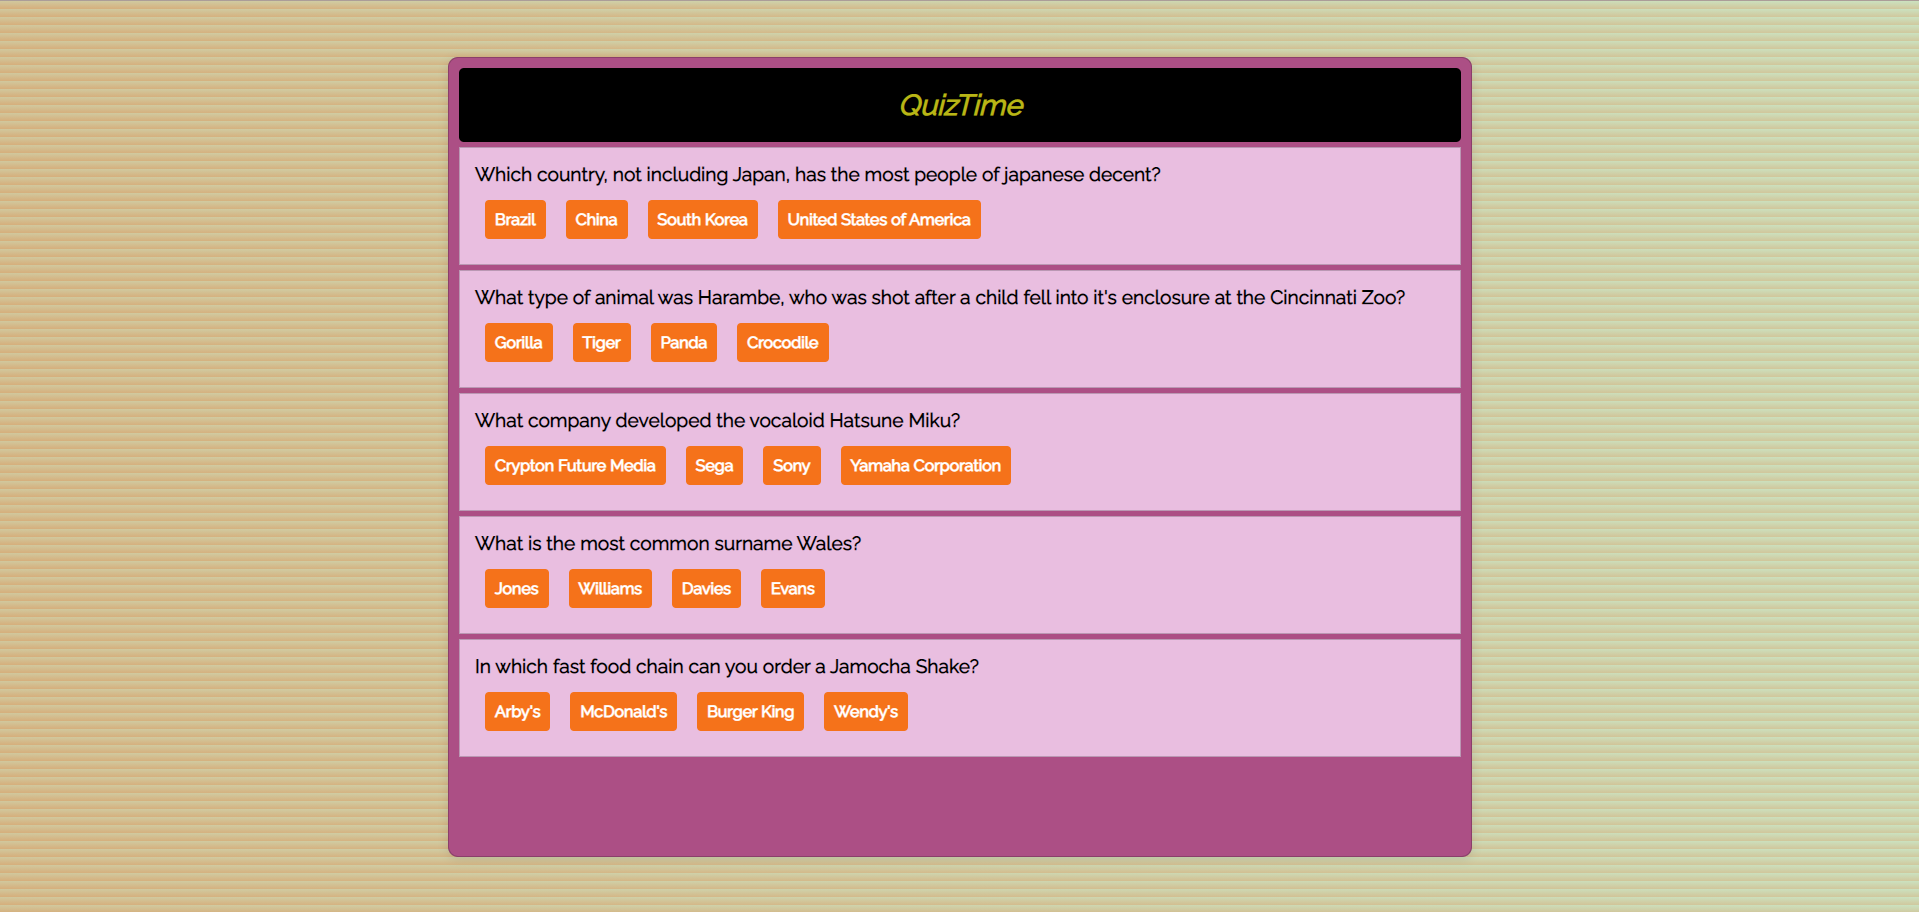 QuizTime
Which country, not including Japan, has the most people of japanese decent?
Brazil China South Korea United States of America
What type of animal was Harambe, who was shot after a child fell into it's enclosure at the Cincinnati Zoo?
Gorilla Tiger Panda Crocodile
What company developed the vocaloid Hatsune Miku?
Crypton Future Media Sega Sony Yamaha Corporation
What is the most common surname Wales?
Jones Williams Davies Evans
In which fast food chain can you order a Jamocha Shake?
Arby's McDonald's Burger King Wendy's